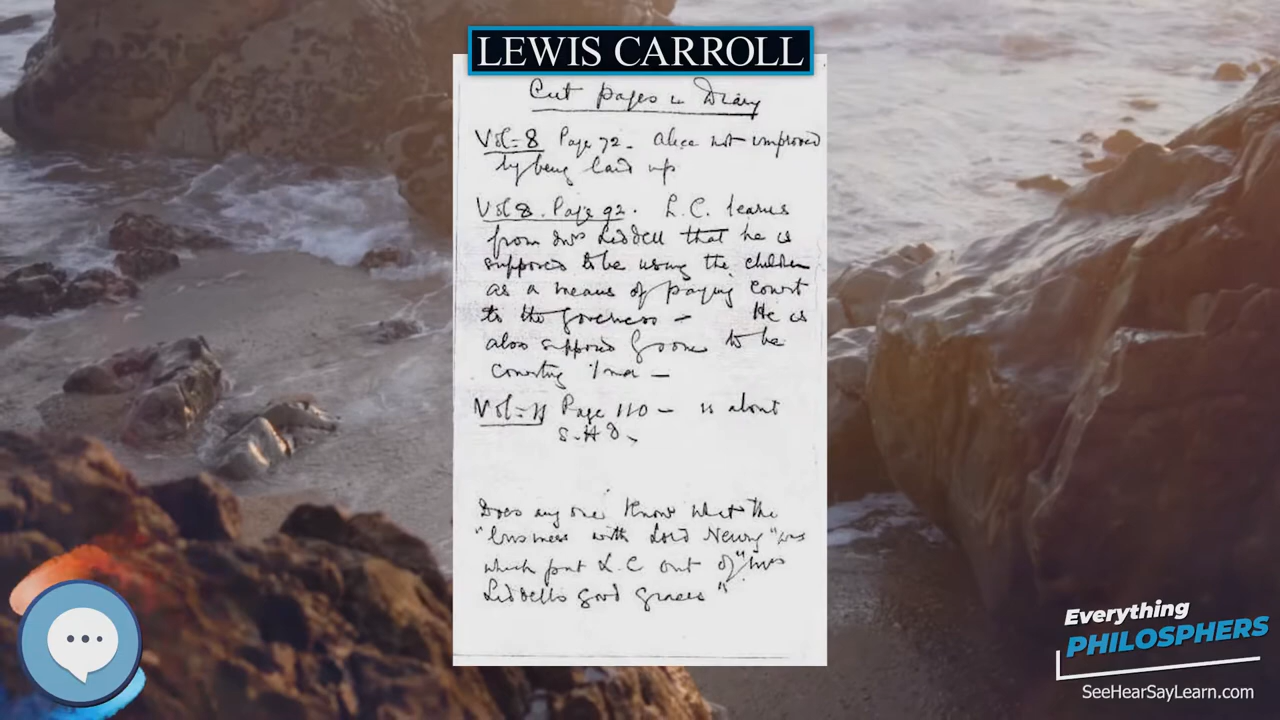 LEWIS CARROLL
Cut Pages in Diary
Vol: 8 Page 72. Alice not improved
by being laid up
Vol 8. Page 92. L.C. learns
from Mrs Liddell that he is
supposed to be using the children
as a means of paying court
to the governess – He is
also supposed by some to be
courting Ina –
Vol: 11 Page 110 – is about
Does any one know what the
"business with Lord Newry" was
which put L.C out of "Mrs
Liddells good graces"
Everything
PHILOSPHERS
SeeHearSayLearn.com